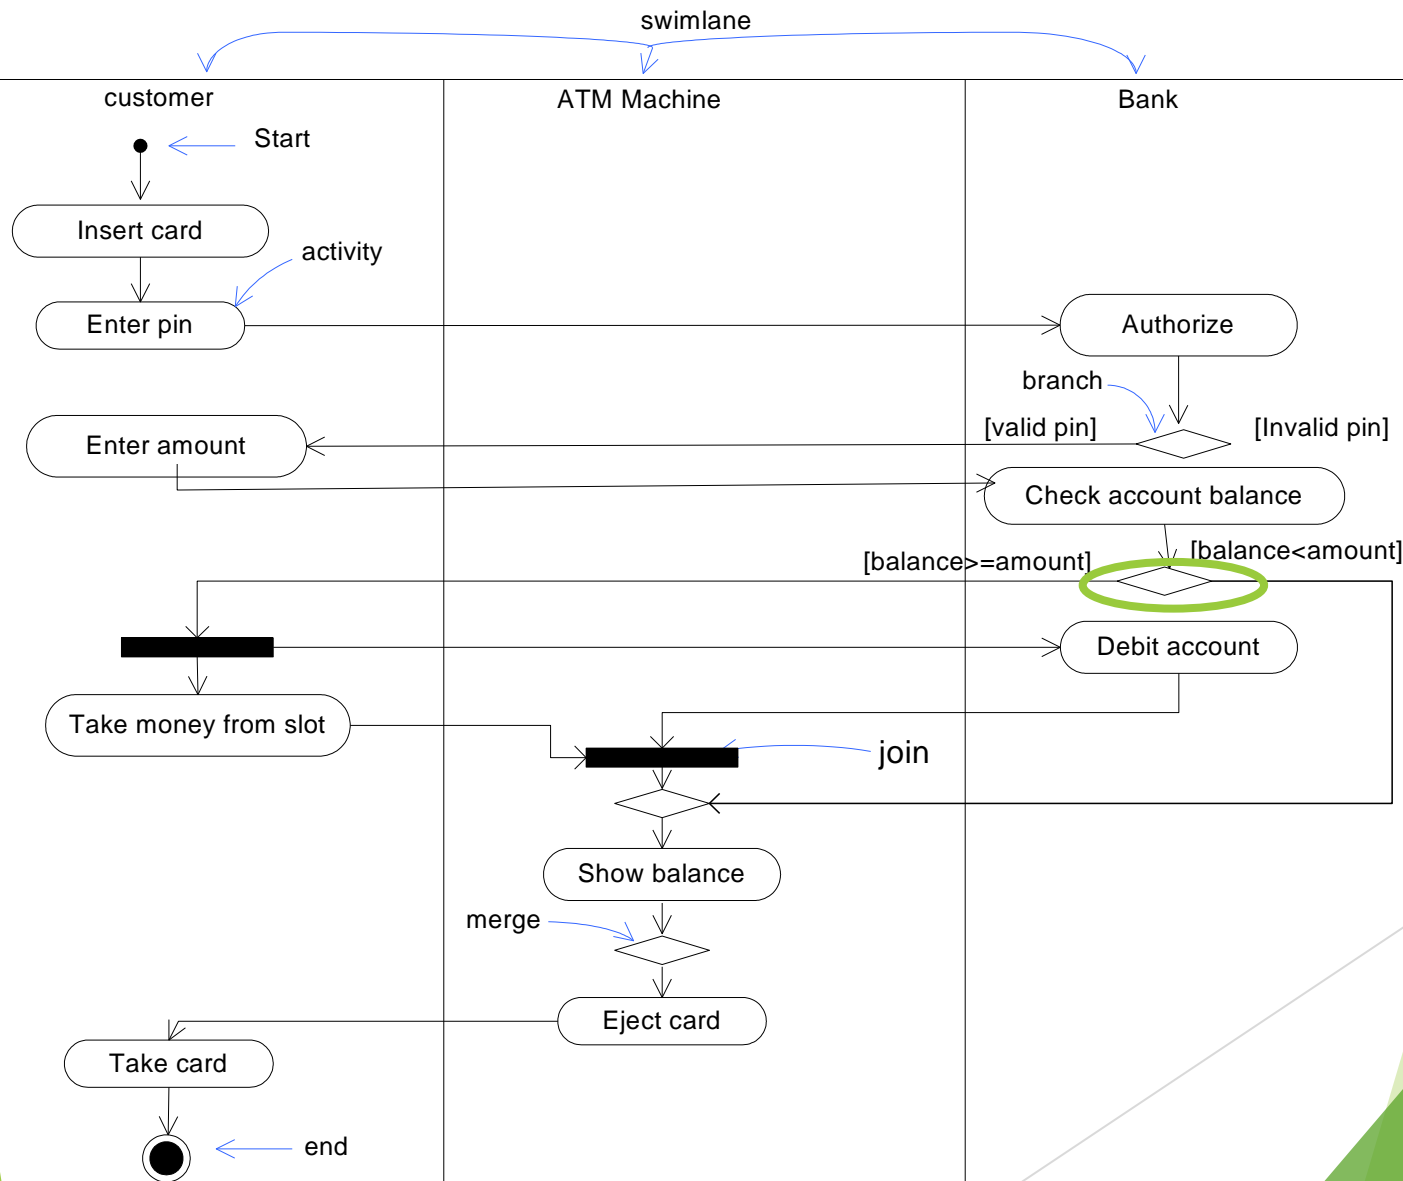 swimlane
customer
ATM Machine
Bank
Start
Insert card
activity
Enter pin
Authorize
branch
[valid pin]
[Invalid pin]
Enter amount
Check account balance
[balance>=amount]
[balance<amount]
Debit account
Take money from slot
join
Show balance
merge
Eject card
Take card
end